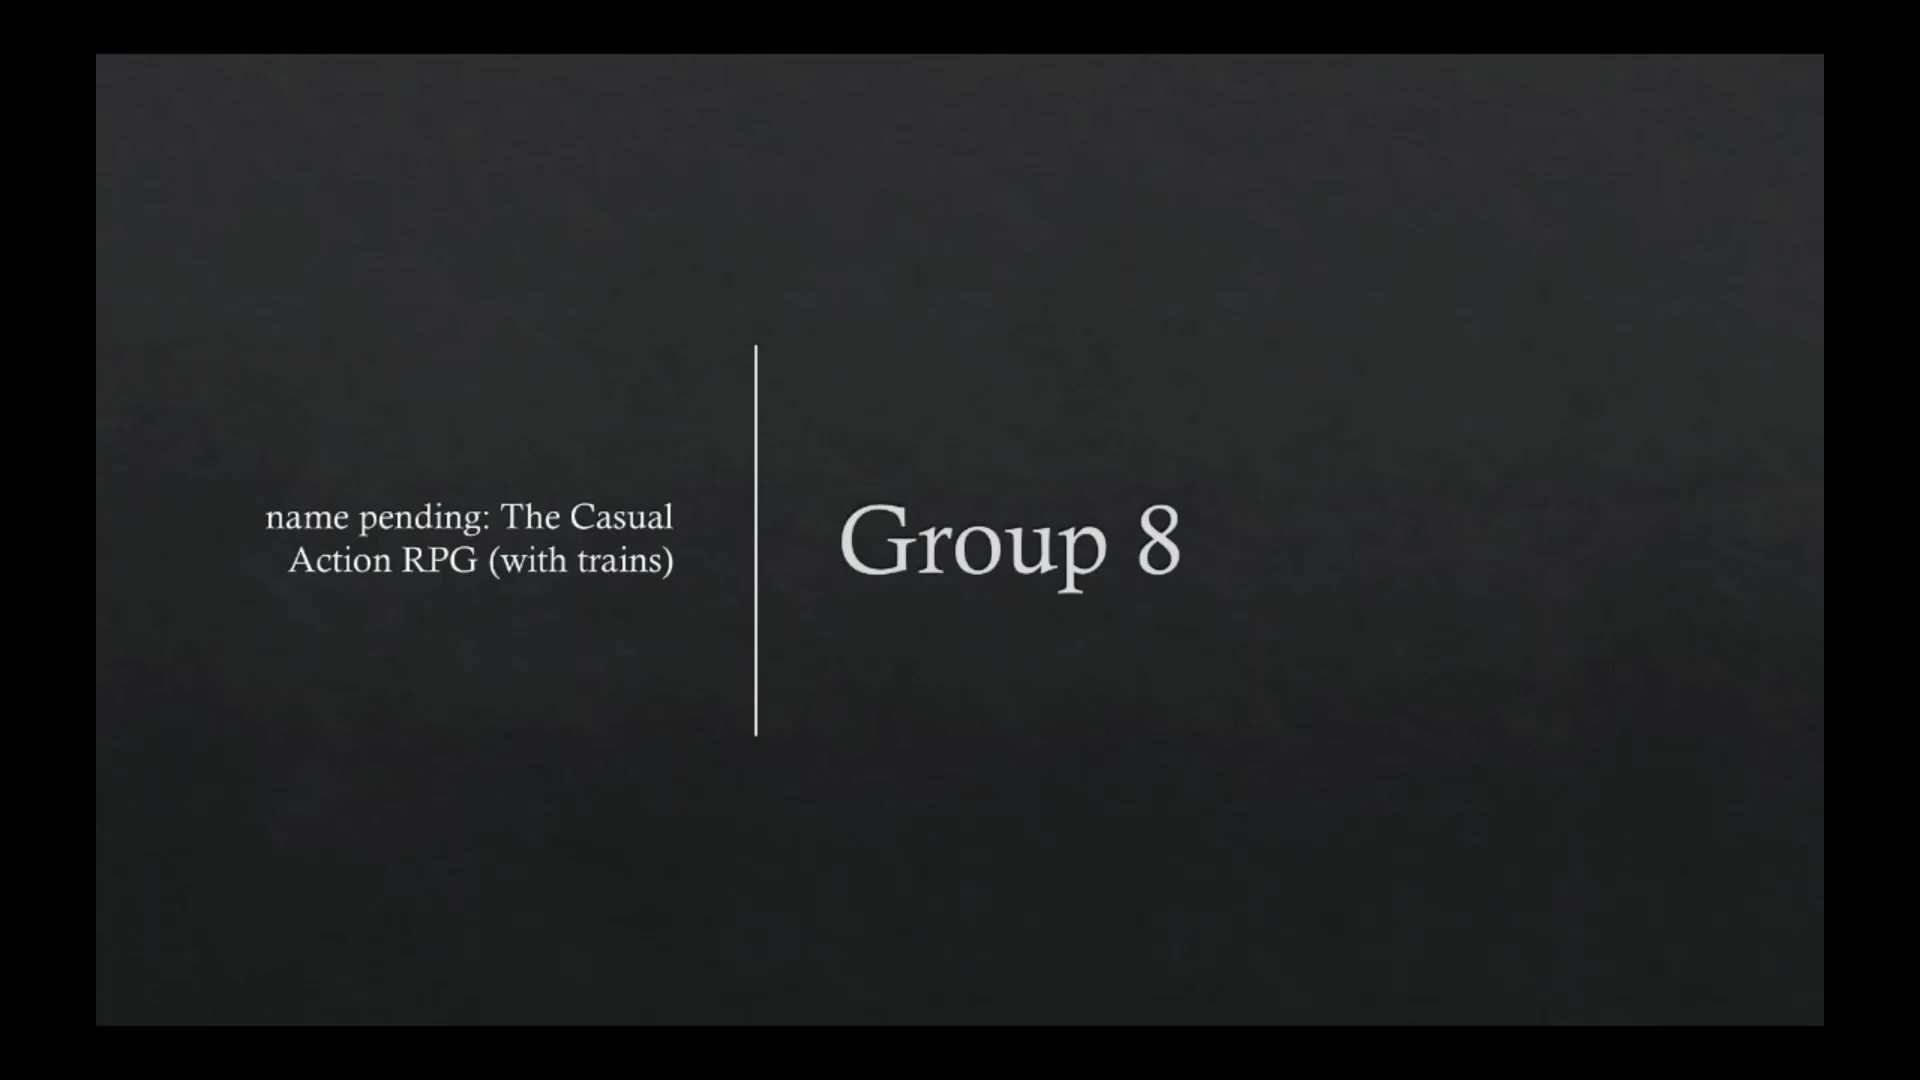 name pending: The Casual
Action RPG (with trains)
Group 8